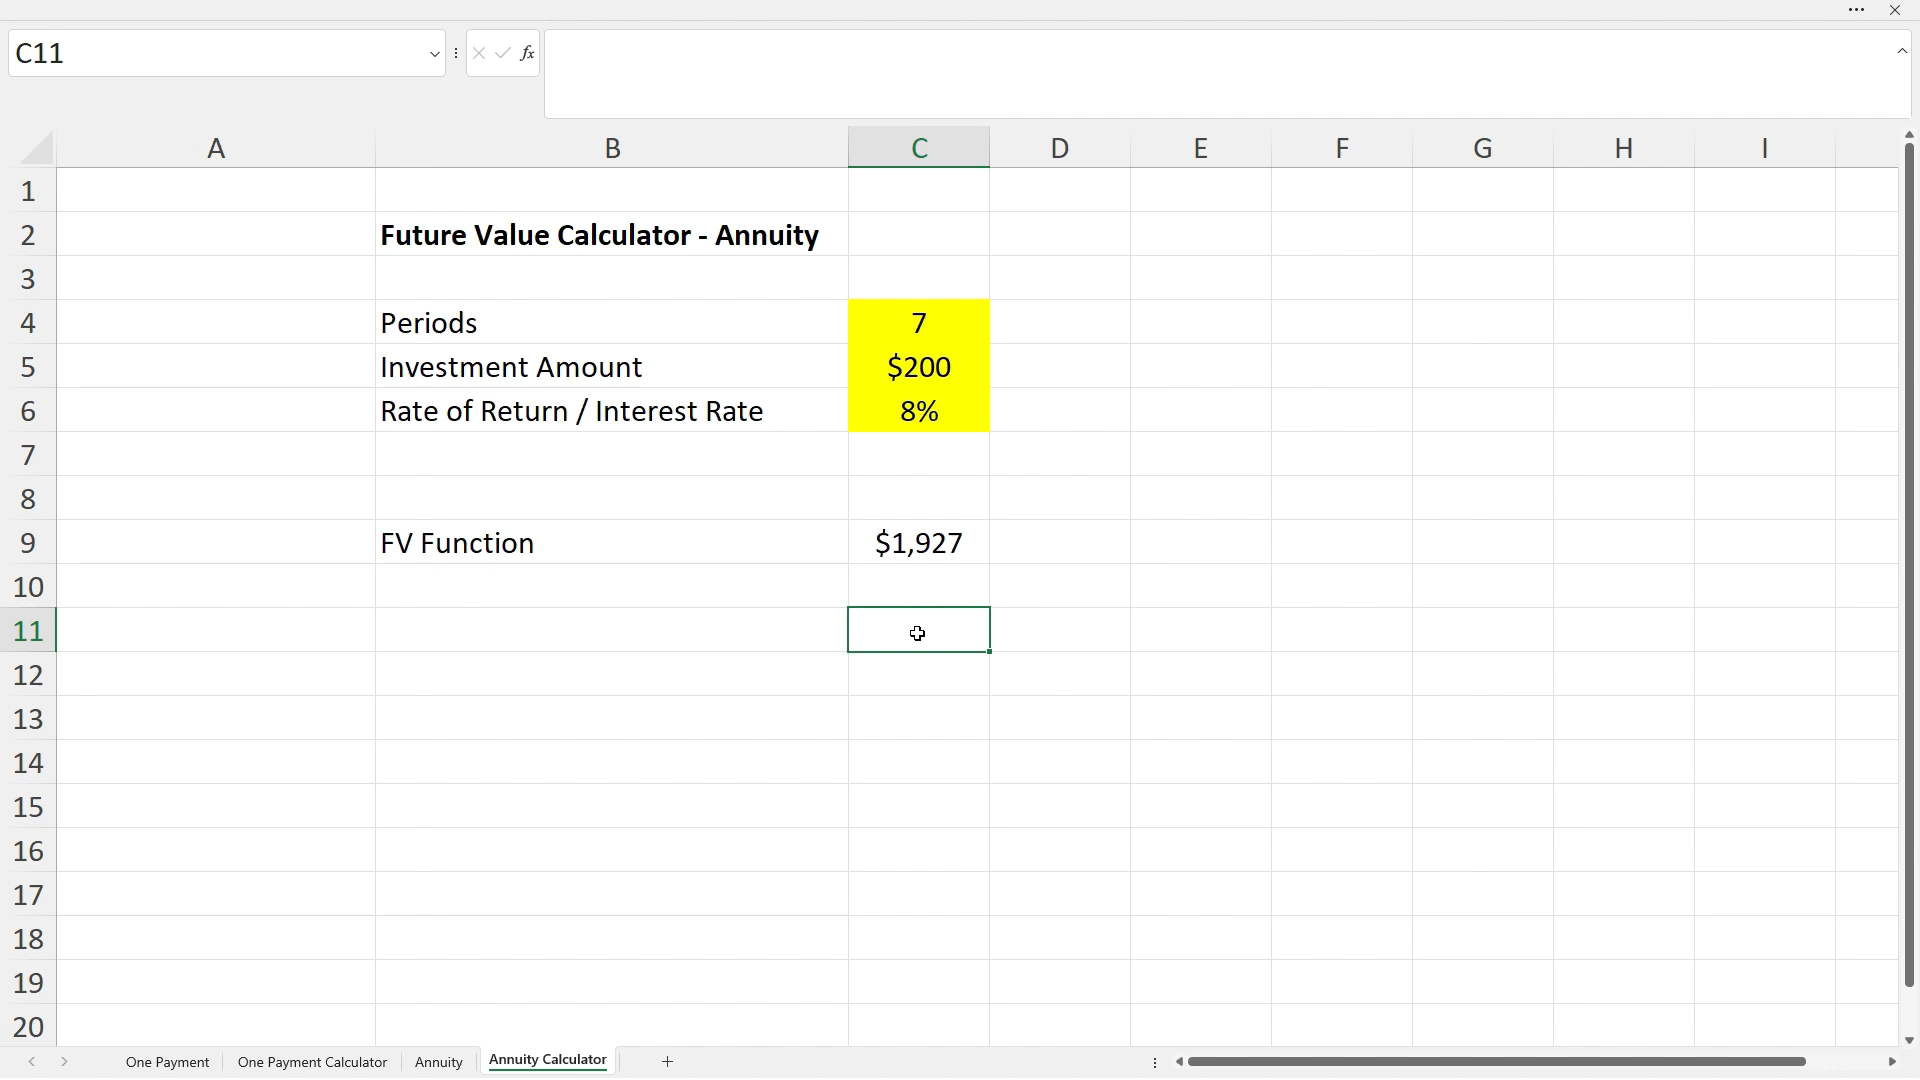 C11
fx
A B C D E F G H I
1
2 Future Value Calculator - Annuity
3
4 Periods 7
5 Investment Amount $200
6 Rate of Return / Interest Rate 8%
7
8
9 FV Function $1,927
10
11
12
13
14
15
16
17
18
19
20
One Payment One Payment Calculator Annuity Annuity Calculator